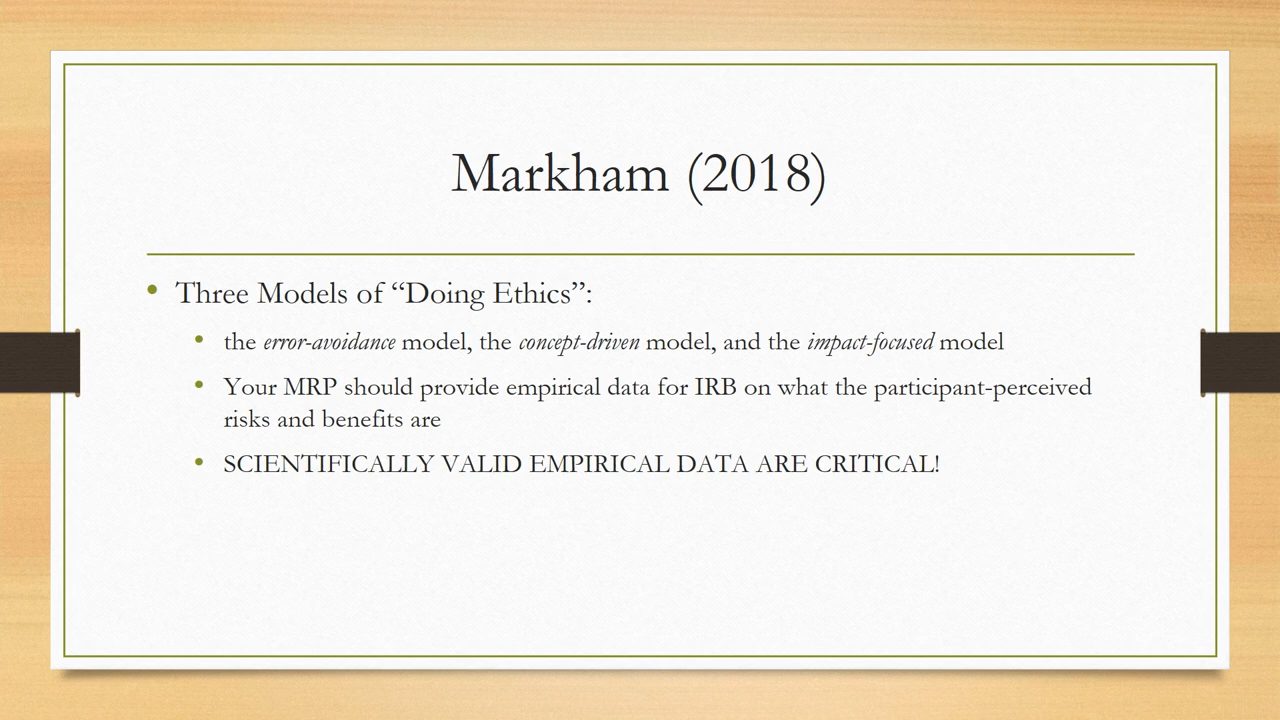 Markham (2018)
• Three Models of “Doing Ethics”:
• the error-avoidance model, the concept-driven model, and the impact-focused model
• Your MRP should provide empirical data for IRB on what the participant-perceived
risks and benefits are
• SCIENTIFICALLY VALID EMPIRICAL DATA ARE CRITICAL!